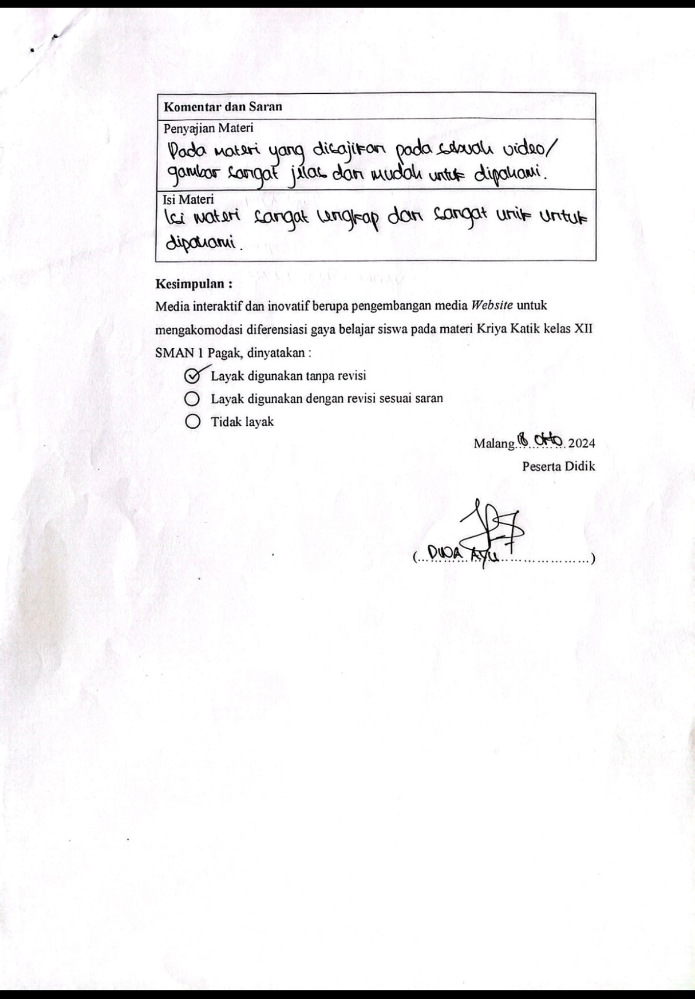 Komentar dan Saran
Penyajian Materi
Pada materi yang disajikan pada sebuah video/
gambar sangat jelas dan mudah untuk dipahami.
Isi Materi
Isi materi sangat lengkap dan sangat unik untuk
dipahami.
Kesimpulan :
Media interaktif dan inovatif berupa pengembangan media Website untuk
mengakomodasi diferensiasi gaya belajar siswa pada materi Kriya Katik kelas XII
SMAN 1 Pagak, dinyatakan :
Layak digunakan tanpa revisi
Layak digunakan dengan revisi sesuai saran
Tidak layak
Malang, 18 Okto 2024
Peserta Didik
(.. DWA AYU ..................)